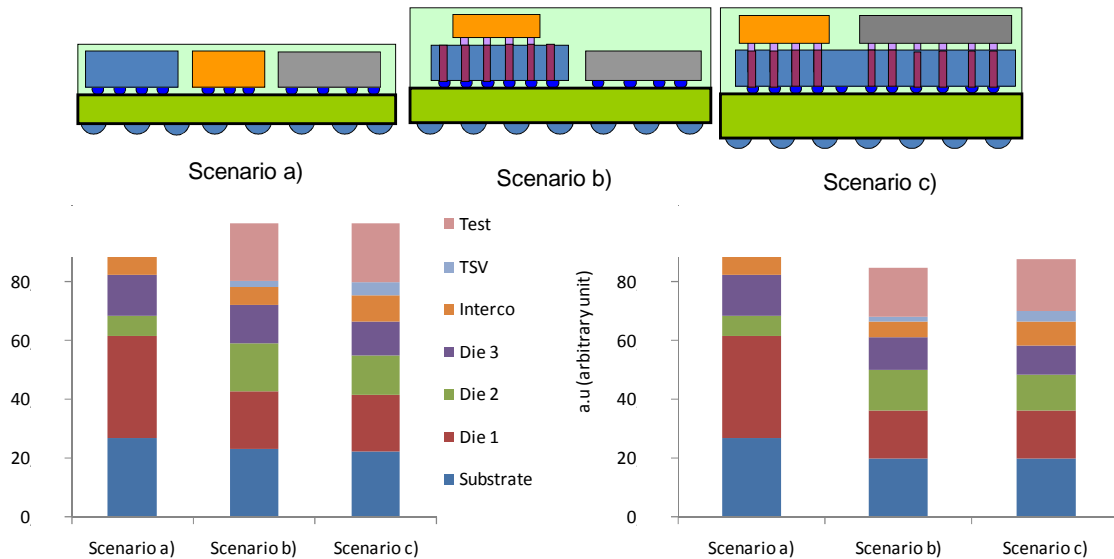 Scenario a)
Scenario b)
Scenario c)
80
60
40
20
0
Scenario a)
Scenario b)
Scenario c)
Test
TSV
Interco
Die 3
Die 2
Die 1
Substrate
a.u (arbitrary unit)
80
60
40
20
0
Scenario a)
Scenario b)
Scenario c)